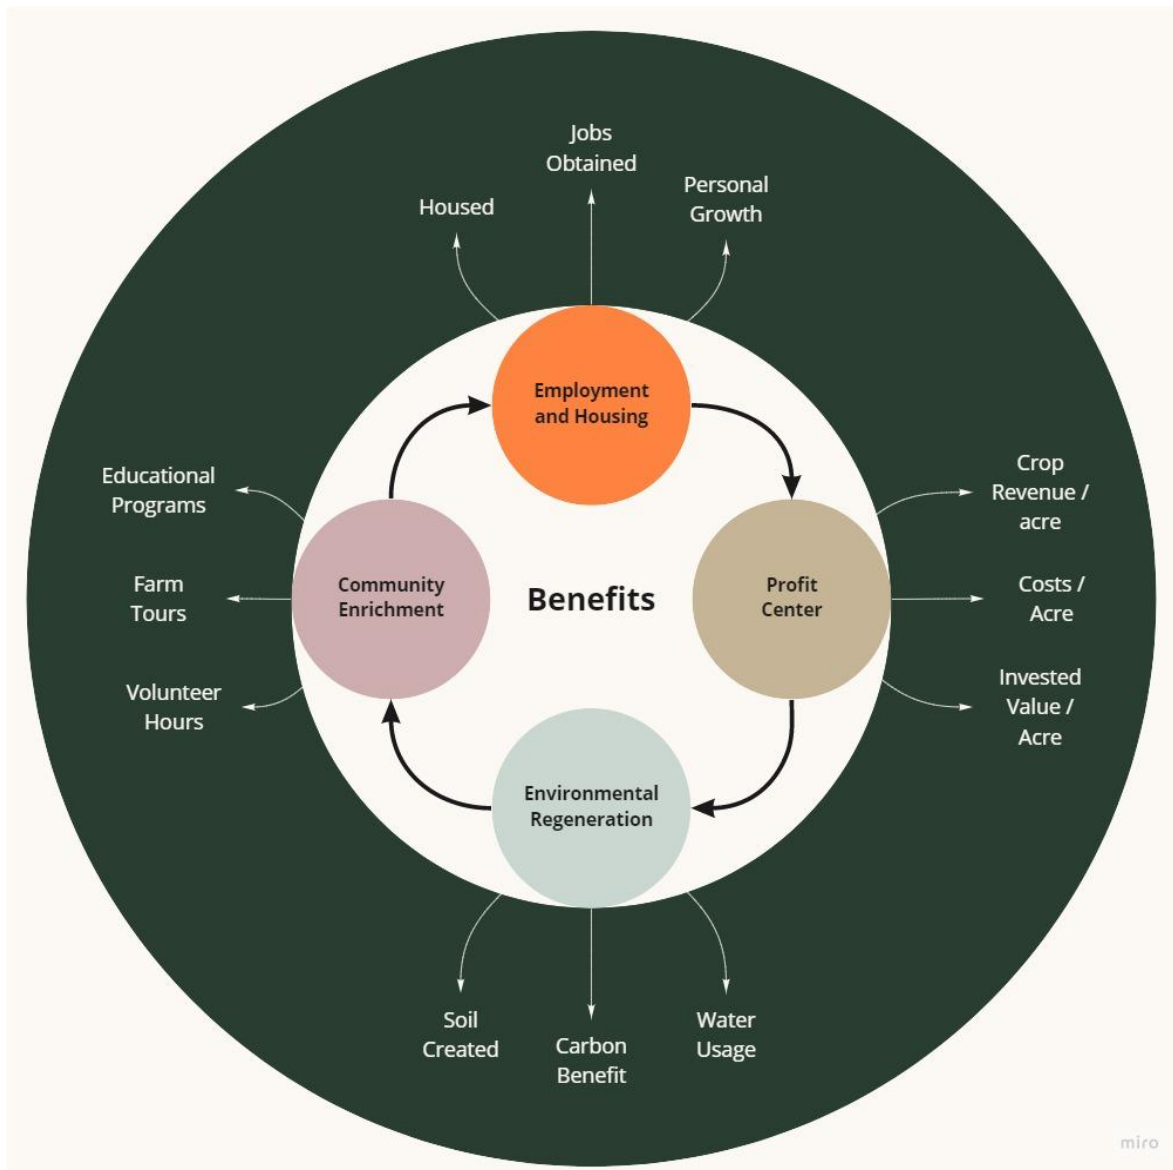 Jobs
Obtained
Personal
Growth
Housed
Employment
and Housing
Educational
Programs
Farm
Tours
Volunteer
Hours
Community
Enrichment
Benefits
Profit
Center
Crop
Revenue /
acre
Costs /
Acre
Invested
Value /
Acre
Environmental
Regeneration
Soil
Created
Carbon
Benefit
Water
Usage
miro